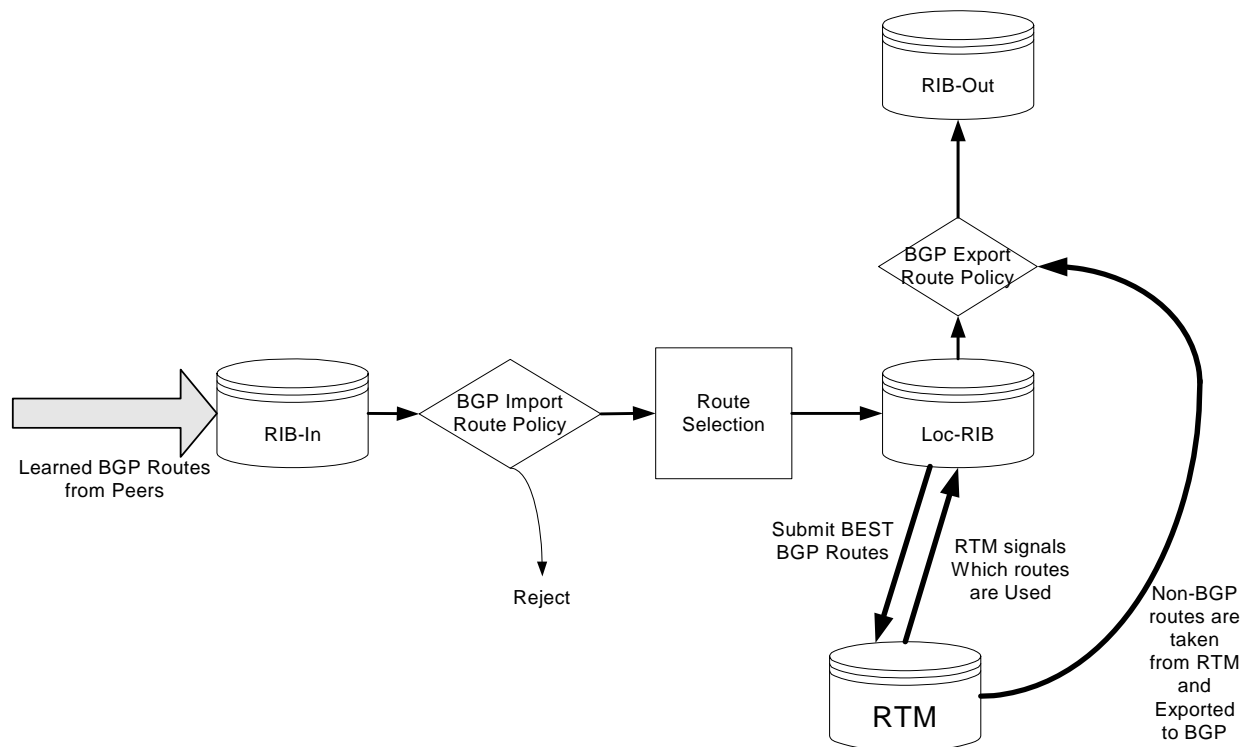 RIB-Out
BGP Export
Route Policy
BGP Import
Route Policy
Route
Selection
RIB-In
Loc-RIB
Learned BGP Routes
from Peers
Submit BEST
BGP Routes
RTM signals
Which routes
are Used
Reject
Non-BGP
routes are
taken
from RTM
and
Exported
to BGP
RTM